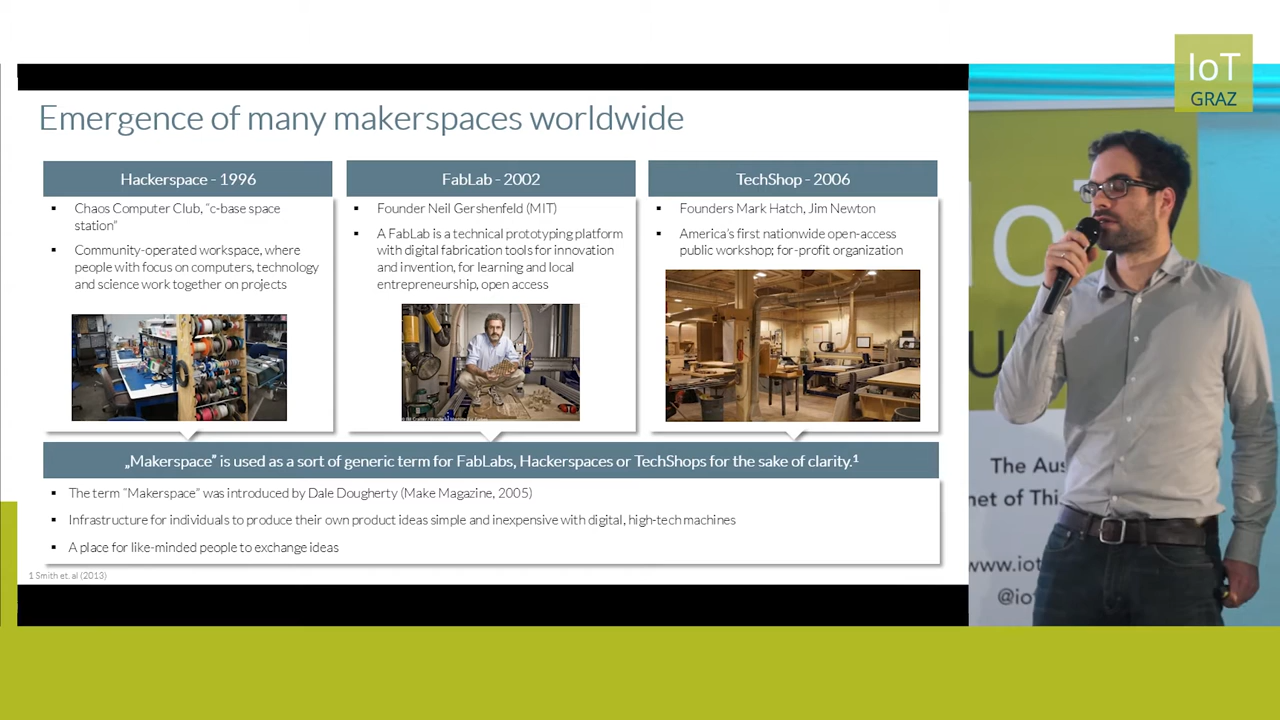 IoT
GRAZ
Emergence of many makerspaces worldwide
Hackerspace - 1996
▪ Chaos Computer Club, "c-base space
station"
▪ Community-operated workspace, where
people with focus on computers, technology
and science work together on projects
FabLab - 2002
▪ Founder Neil Gershenfeld (MIT)
▪ A FabLab is a technical prototyping platform
with digital fabrication tools for innovation
and invention, for learning and local
entrepreneurship, open access
TechShop - 2006
▪ Founders Mark Hatch, Jim Newton
▪ America's first nationwide open-access
public workshop; for-profit organization
„Makerspace" is used as a sort of generic term for FabLabs, Hackerspaces or TechShops for the sake of clarity.¹
▪ The term "Makerspace" was introduced by Dale Dougherty (Make Magazine, 2005)
▪ Infrastructure for individuals to produce their own product ideas simple and inexpensive with digital, high-tech machines
▪ A place for like-minded people to exchange ideas
1 Smith et. al (2013)
The Aus
net of Thi
www.iot
@iot